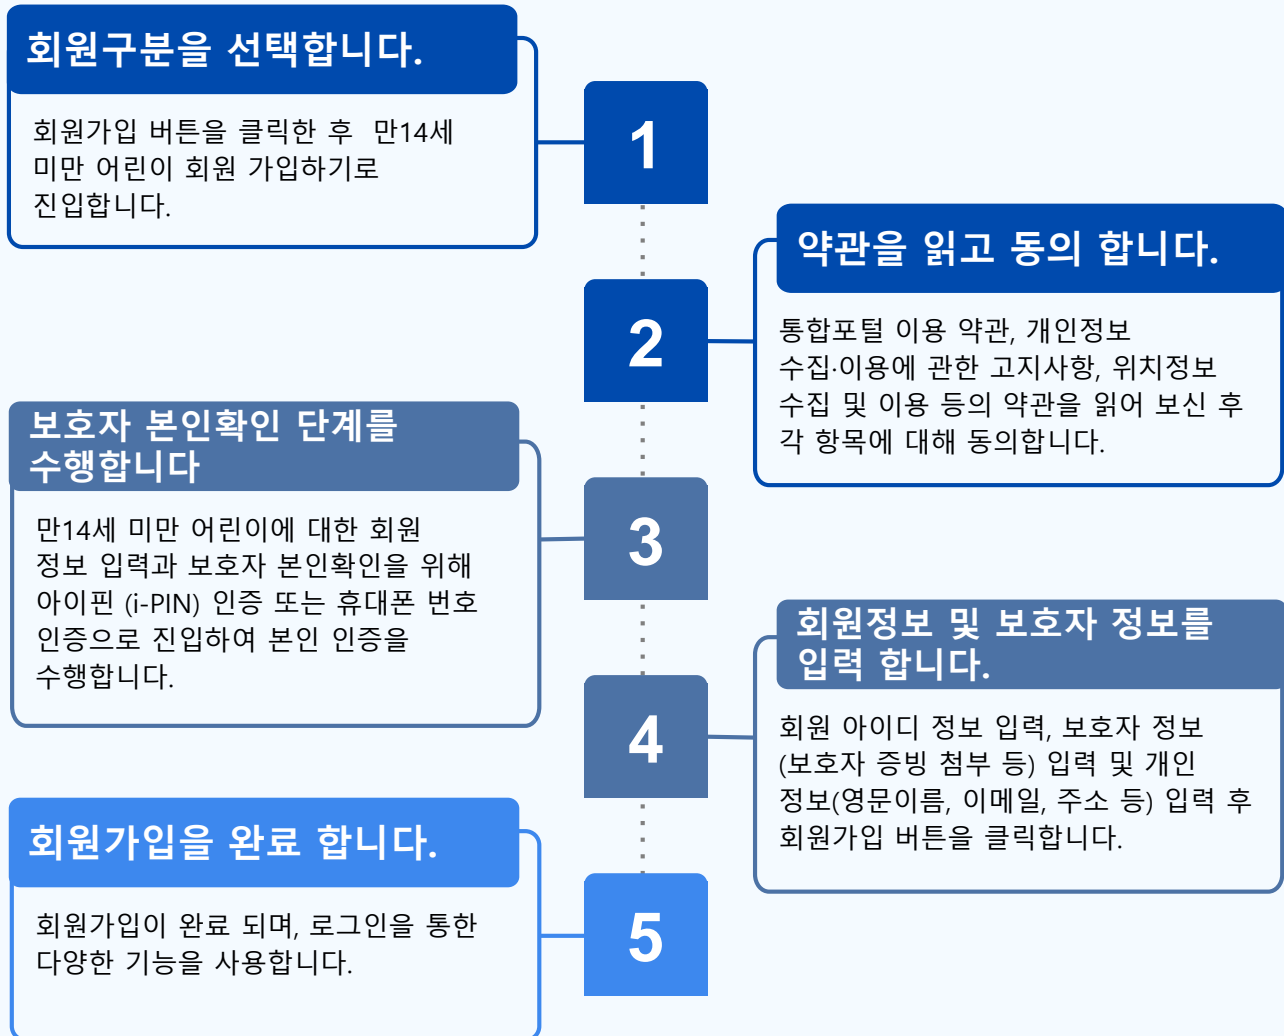 회원구분을 선택합니다.
회원가입 버튼을 클릭한 후 만14세
미만 어린이 회원 가입하기로
진입합니다.
1
약관을 읽고 동의 합니다.
통합포털 이용 약관, 개인정보
수집·이용에 관한 고지사항, 위치정보
수집 및 이용 등의 약관을 읽어 보신 후
각 항목에 대해 동의합니다.
2
보호자 본인확인 단계를
수행합니다
만14세 미만 어린이에 대한 회원
정보 입력과 보호자 본인확인을 위해
아이핀 (i-PIN) 인증 또는 휴대폰 번호
인증으로 진입하여 본인 인증을
수행합니다.
3
회원정보 및 보호자 정보를
입력 합니다.
회원 아이디 정보 입력, 보호자 정보
(보호자 증빙 첨부 등) 입력 및 개인
정보(영문이름, 이메일, 주소 등) 입력 후
회원가입 버튼을 클릭합니다.
4
회원가입을 완료 합니다.
회원가입이 완료 되며, 로그인을 통한
다양한 기능을 사용합니다.
5